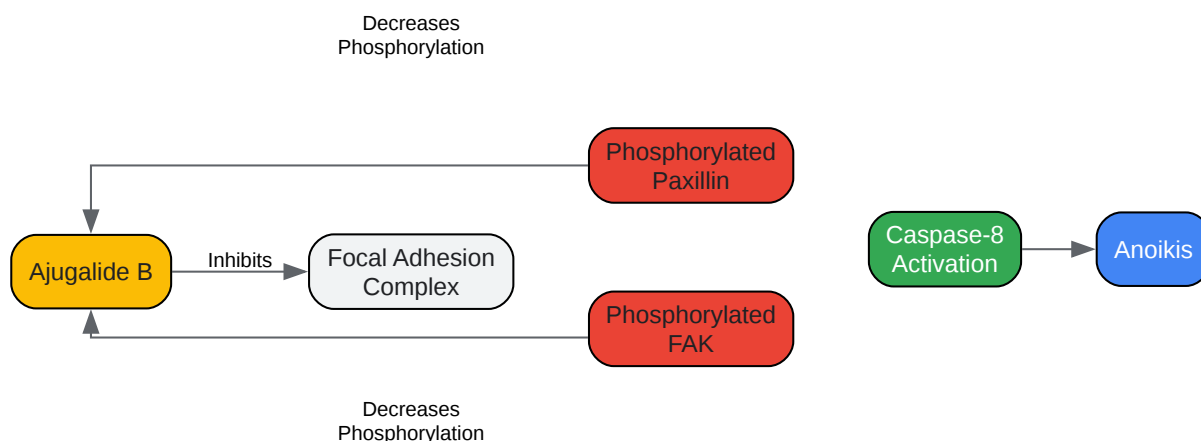 Decreases
Phosphorylation
Phosphorylated
Paxillin
Ajugalide B
Inhibits
Focal Adhesion
Complex
Caspase-8
Activation
Anoikis
Phosphorylated
FAK
Decreases
Phosphorylation